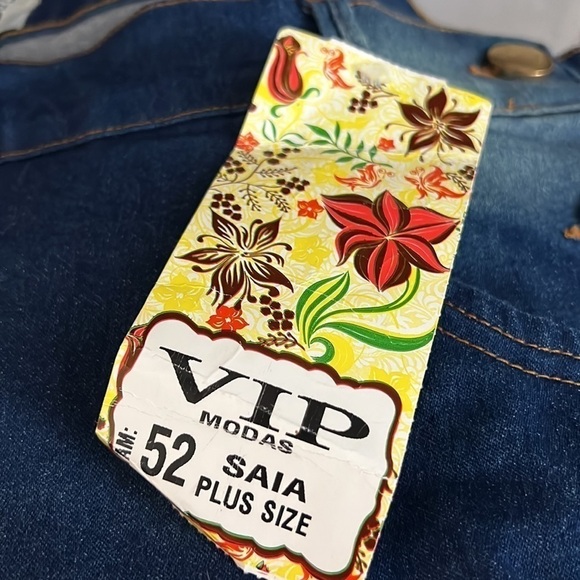 VIP
MODAS
AM: 52 SAIA
PLUS SIZE